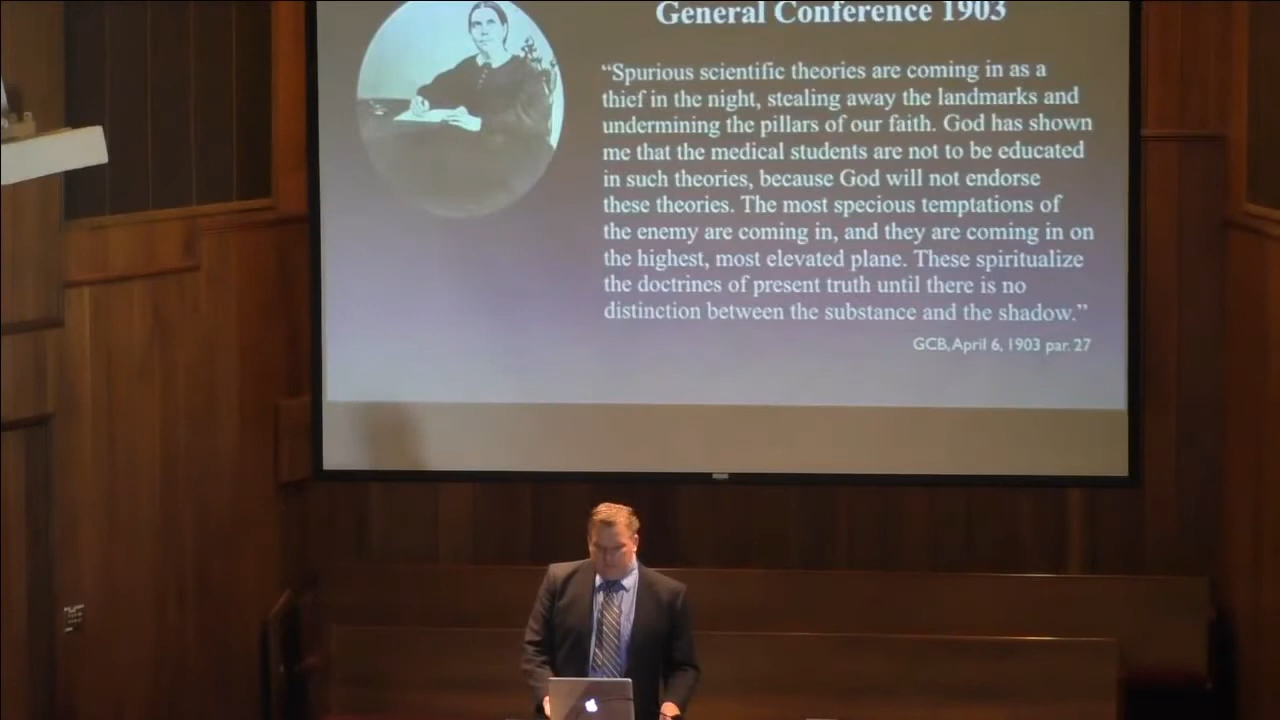 General Conference 1903
“Spurious scientific theories are coming in as a
thief in the night, stealing away the landmarks and
undermining the pillars of our faith. God has shown
me that the medical students are not to be educated
in such theories, because God will not endorse
these theories. The most specious temptations of
the enemy are coming in, and they are coming in on
the highest, most elevated plane. These spiritualize
the doctrines of present truth until there is no
distinction between the substance and the shadow.”
GCB, April 6, 1903 par. 27